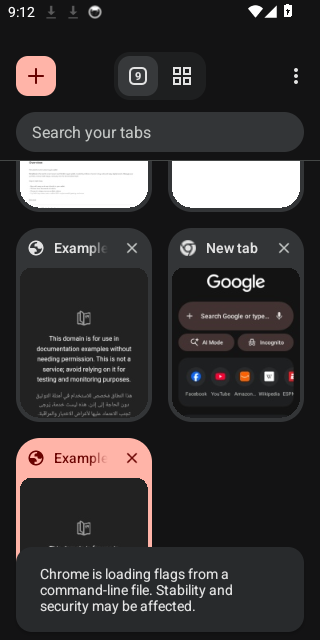 9:12
9
Search your tabs
Example
New tab
This domain is for use in
documentation examples without
needing permission. This is not a
service; avoid relying on it for
testing and monitoring purposes.
Google
Search Google or type...
AI Mode
Incognito
Facebook
YouTube
Amazon...
Wikipedia
ESP
Example
Chrome is loading flags from a
command-line file. Stability and
security may be affected.